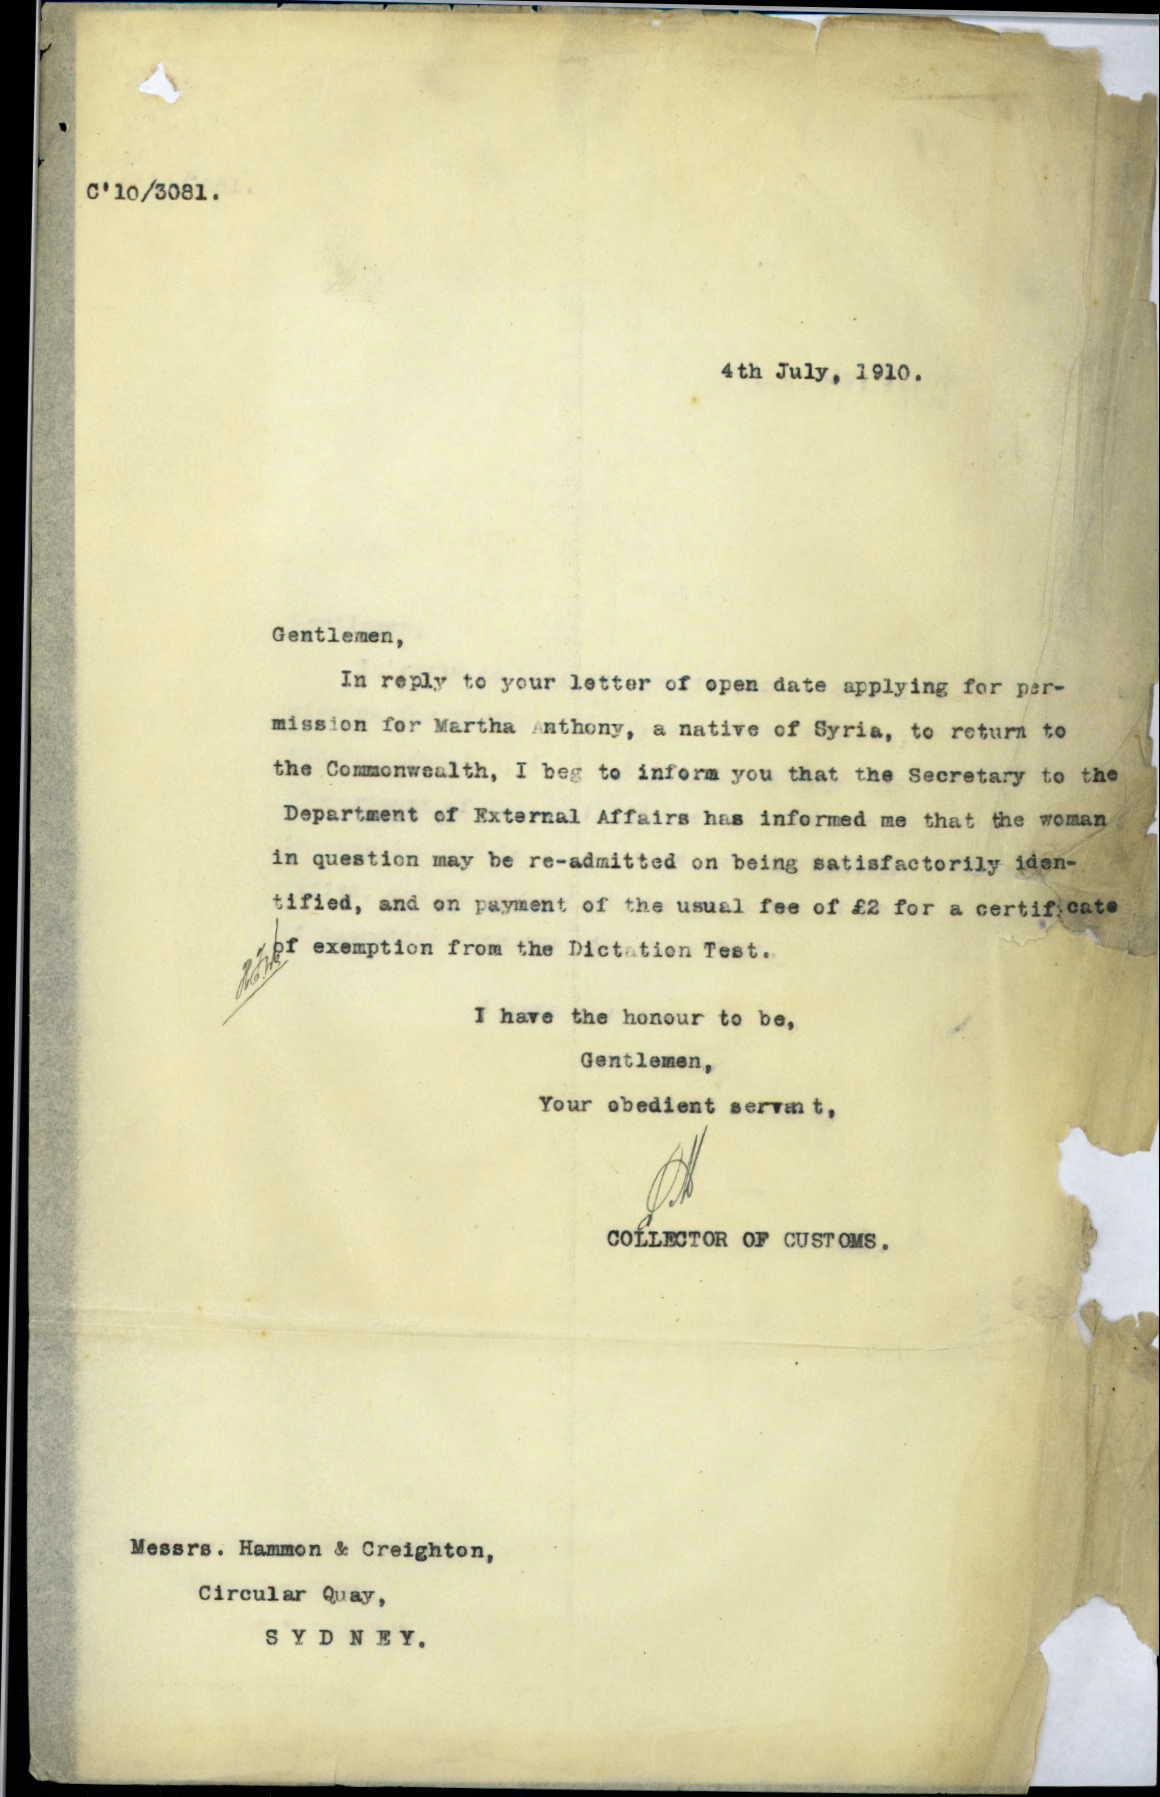 C'10/3081.
4th July, 1910.
Gentlemen,
In reply to your letter of open date applying for per-
mission for Martha Anthony, a native of Syria, to return to
the Commonwealth, I beg to inform you that the Secretary to the
Department of External Affairs has informed me that the woman
in question may be re-admitted on being satisfactorily iden-
tified, and on payment of the usual fee of £2 for a certificate
of exemption from the Dictation Test.
I have the honour to be,
Gentlemen,
Your obedient servant,
COLLECTOR OF CUSTOMS.
Messrs. Hammon & Creighton,
Circular Quay,
SYDNEY.